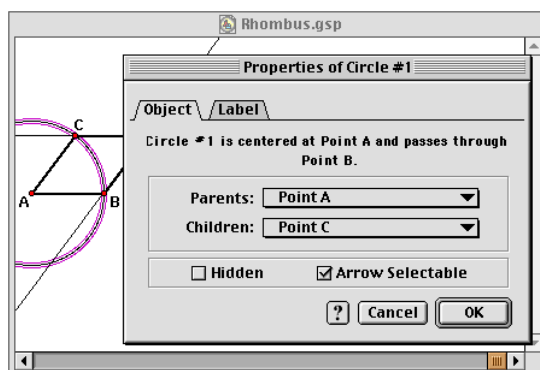 Rhombus.gsp
Properties of Circle #1
Object
Label
Circle #1 is centered at Point A and passes through
Point B.
Parents: Point A
Children: Point C
Hidden
Arrow Selectable
? Cancel OK
C
A
B